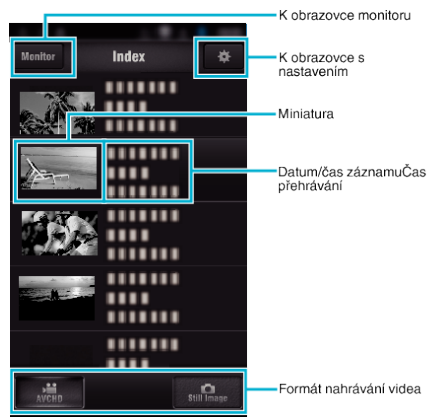 K obrazovce monitoru
Monitor
Index
K obrazovce s
nastavením
Miniatura
Datum/čas záznamuČas
přehrávání
AVCHD
Still Image
Formát nahrávání videa